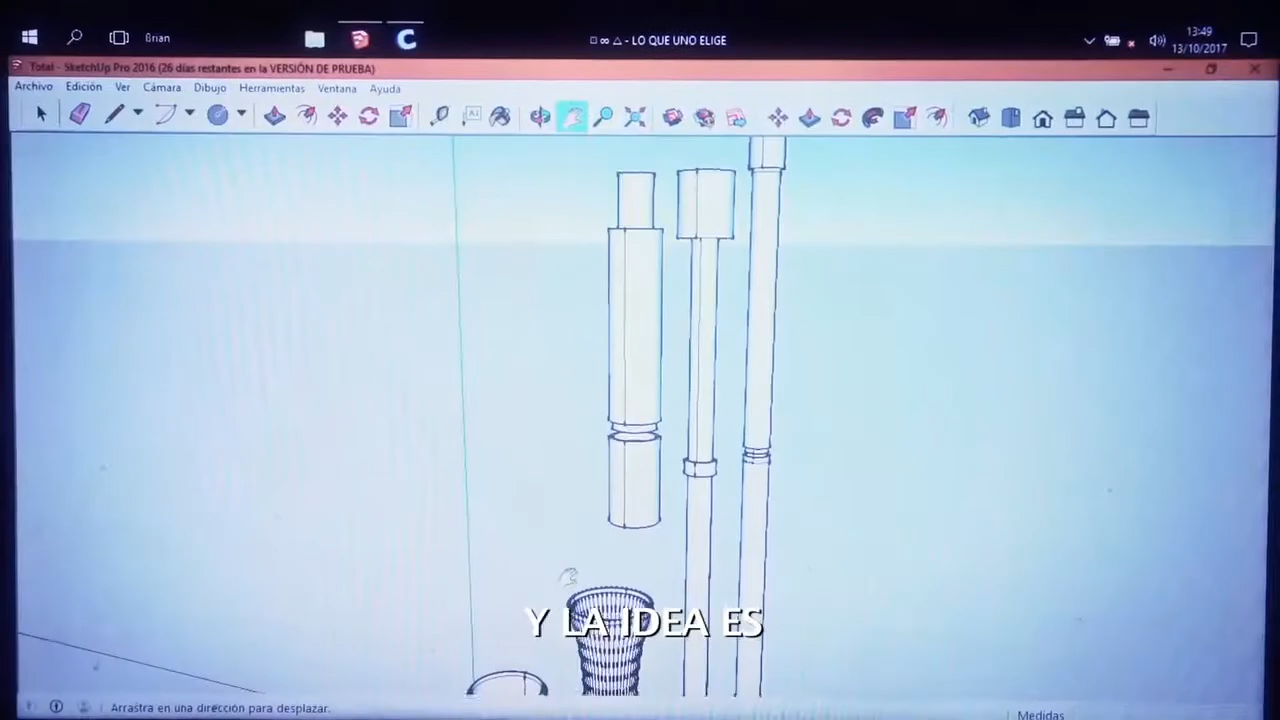 Brian
□ ∞ △ - LO QUE UNO ELIGE
13:49
13/10/2017
Total - SketchUp Pro 2016 (26 días restantes en la VERSIÓN DE PRUEBA)
Archivo Edición Ver Cámara Dibujo Herramientas Ventana Ayuda
Y LA IDEA ES
Arrastra en una dirección para desplazar.
Medidas